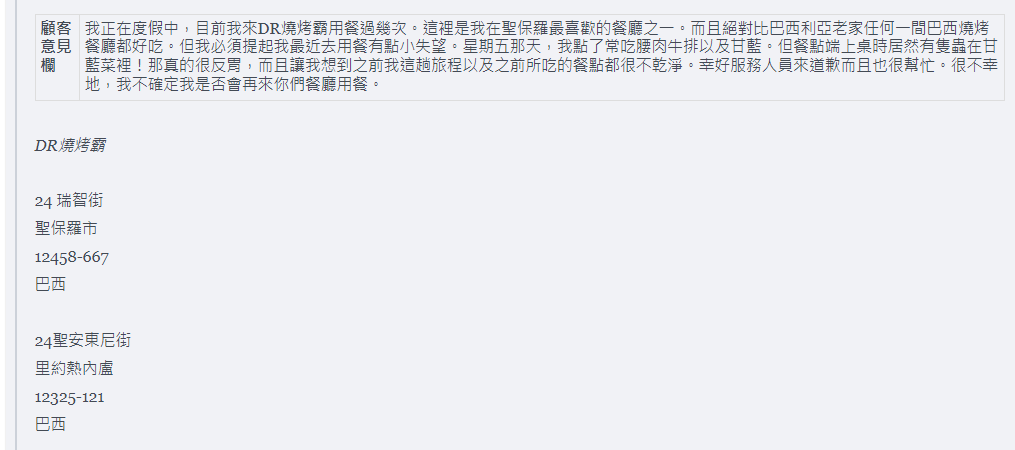 顧客意見欄
我正在度假中，目前我來DR燒烤霸用餐過幾次。這裡是我在聖保羅最喜歡的餐廳之一。而且絕對比巴西利亞老家任何一間巴西燒烤
餐廳都好吃。但我必須提起我最近去用餐有點小失望。星期五那天，我點了常吃腰肉牛排以及甘藍。但餐點端上桌時居然有隻蟲在甘
藍菜裡！那真的很反胃，而且讓我想到之前我這趟旅程以及之前所吃的餐點都很不乾淨。幸好服務人員來道歉而且也很幫忙。很不幸
地，我不確定我是否會再來你們餐廳用餐。
DR燒烤霸
24 瑞智街
聖保羅市
12458-667
巴西
24聖安東尼街
里約熱內盧
12325-121
巴西